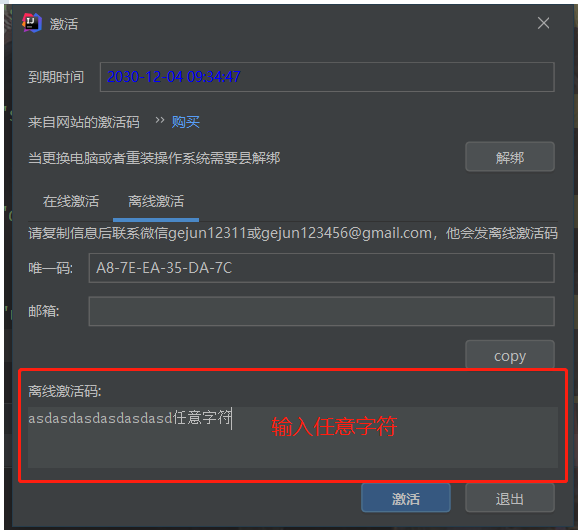 激活
到期时间 2030-12-04 09:34:47
来自网站的激活码 >> 购买
当更换电脑或者重装操作系统需要县解绑 解绑
在线激活 离线激活
请复制信息后联系微信gejun12311或gejun123456@gmail.com，他会发离线激活码
唯一码: A8-7E-EA-35-DA-7C
邮箱:
copy
离线激活码:
asdasdasdasdasdasd任意字符
输入任意字符
激活 退出